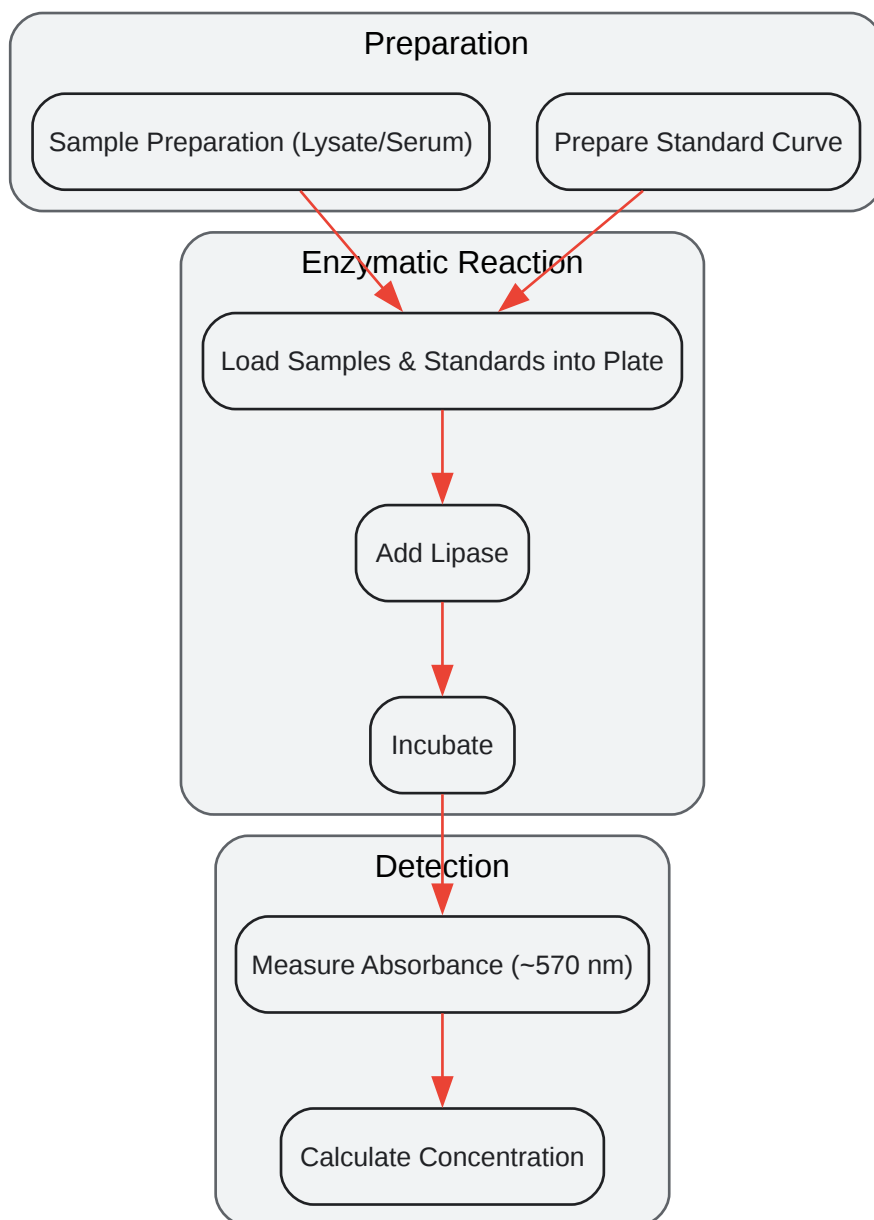 Preparation
Sample Preparation (Lysate/Serum)
Prepare Standard Curve
Enzymatic Reaction
Load Samples & Standards into Plate
Add Lipase
Incubate
Detection
Measure Absorbance (~570 nm)
Calculate Concentration